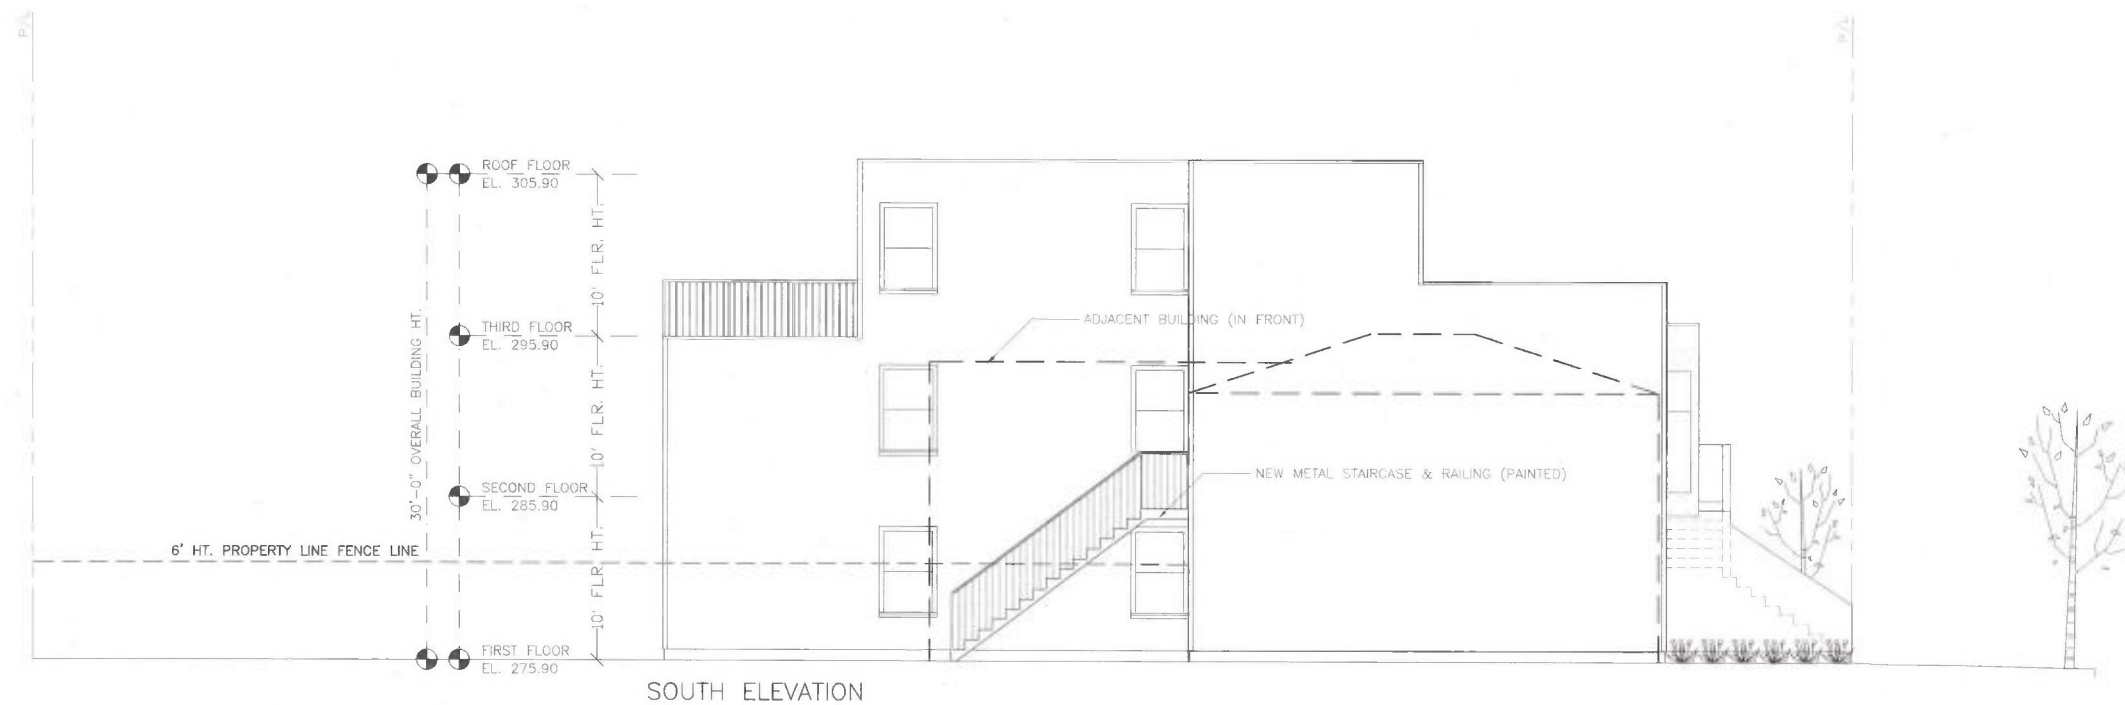 P/L
P/L
ROOF FLOOR
EL. 305.90
10' FLR. HT.
THIRD FLOOR
EL. 295.90
10' FLR. HT.
SECOND FLOOR
EL. 285.90
10' FLR. HT.
FIRST FLOOR
EL. 275.90
30'-0" OVERALL BUILDING HT.
6' HT. PROPERTY LINE FENCE LINE
ADJACENT BUILDING (IN FRONT)
NEW METAL STAIRCASE & RAILING (PAINTED)
SOUTH ELEVATION